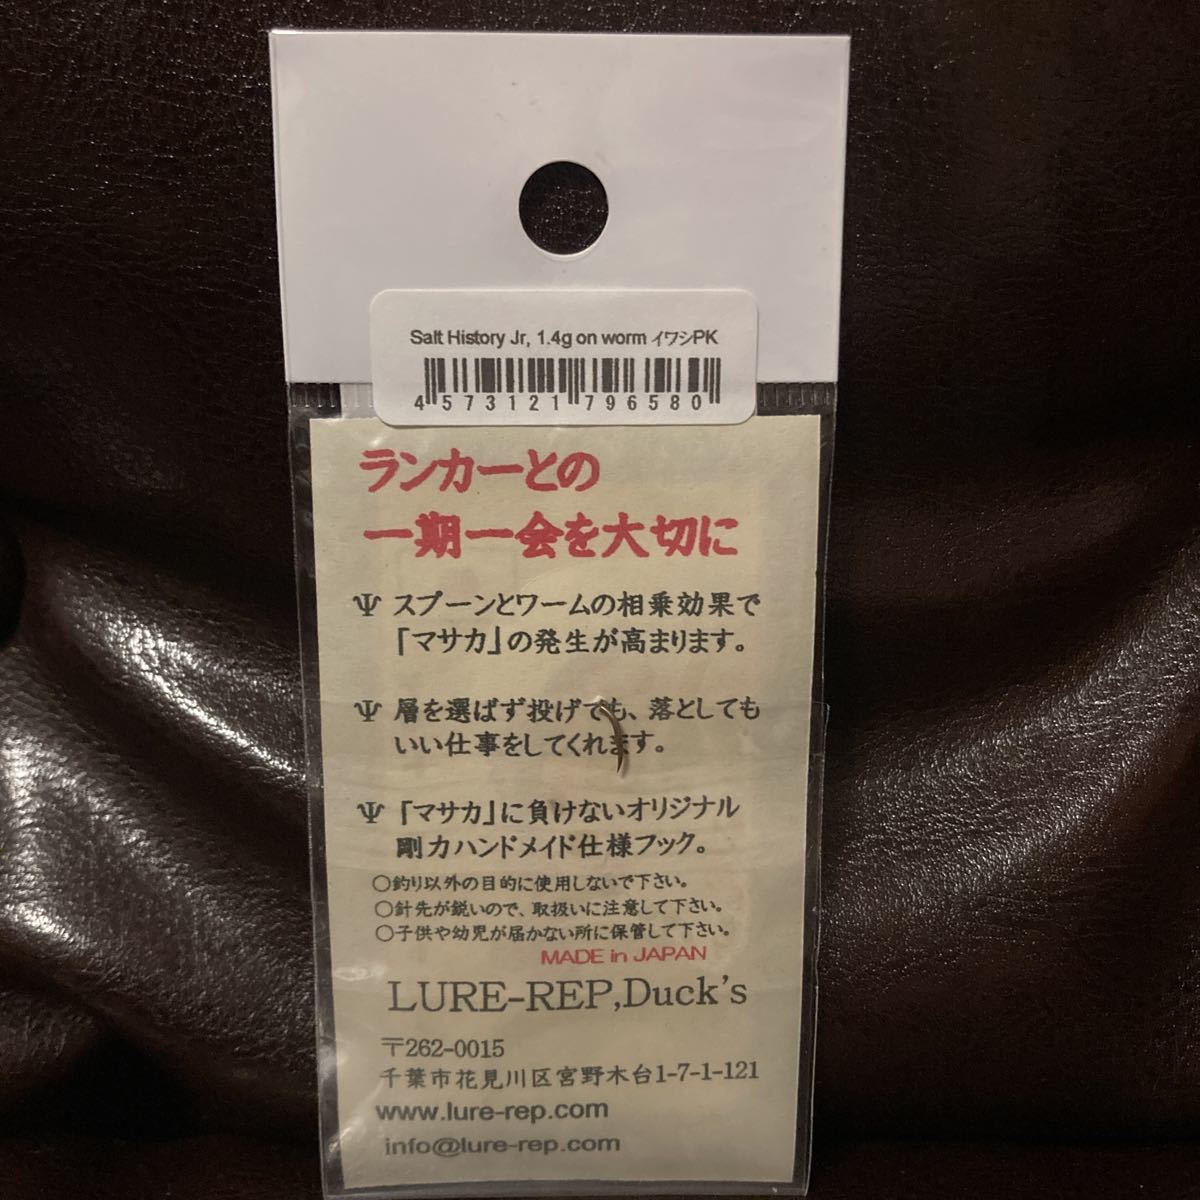 Salt History Jr, 1.4g on worm イワシPK
4573121796580
ランカーとの
一期一会を大切に
Ψ スプーンとワームの相乗効果で
「マサカ」の発生が高まります。
Ψ 層を選ばず投げても、落としても
いい仕事をしてくれます。
Ψ 「マサカ」に負けないオリジナル
剛力ハンドメイド仕様フック。
○釣り以外の目的に使用しないで下さい。
○針先が鋭いので、取扱いに注意して下さい。
○子供や幼児が届かない所に保管して下さい。
MADE in JAPAN
LURE-REP,Duck's
〒262-0015
千葉市花見川区宮野木台1-7-1-121
www.lure-rep.com
info@lure-rep.com